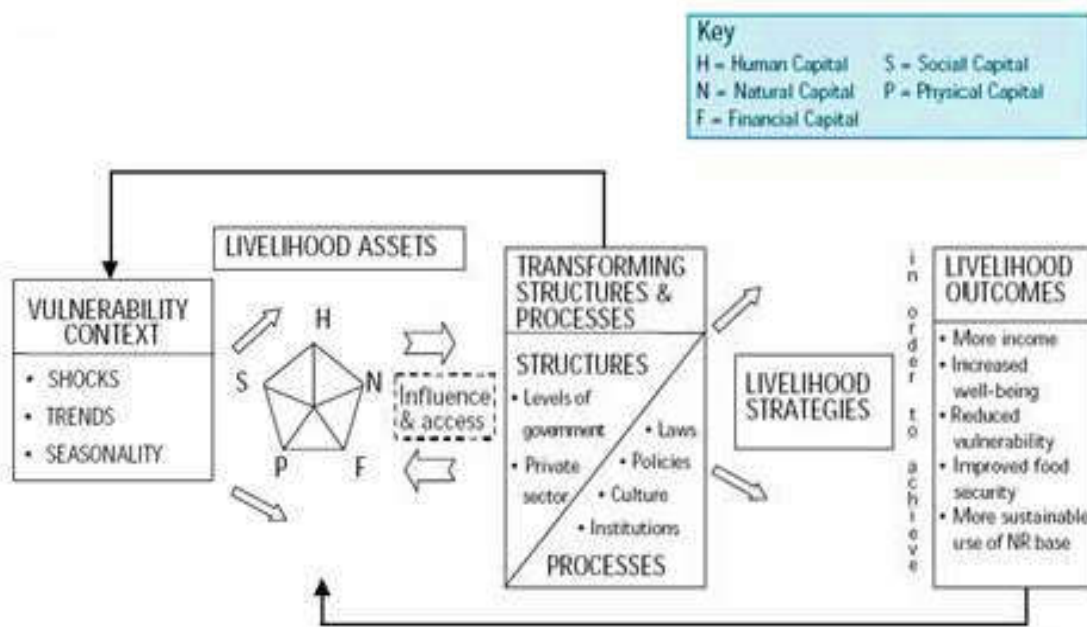 Key
H = Human Capital
S = Sociall Capital
N = Natural Capital
P = Physical Capital
F = Financial Capital
LIVELIHOOD ASSETS
VULNERABILITY
CONTEXT
• SHOCKS
• TRENDS
• SEASONALITY
H
S
N
P
F
Influence
& access
TRANSFORMING
STRUCTURES &
PROCESSES
STRUCTURES
• Levels of
government
• Private
sector
• Laws
• Policies
• Culture
• Institutions
PROCESSES
LIVELIHOOD
STRATEGIES
in order to achieve
LIVELIHOOD
OUTCOMES
• More income
• Increased
well-being
• Reduced
vulnerability
• Improved food
security
• More sustainable
use of NR base